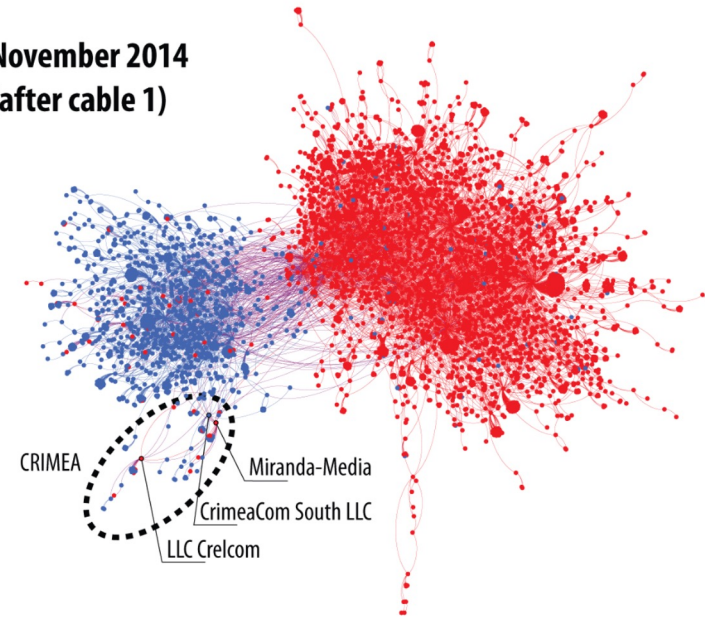 November 2014
after cable 1)
CRIMEA
Miranda-Media
CrimeaCom South LLC
LLC Crelcom